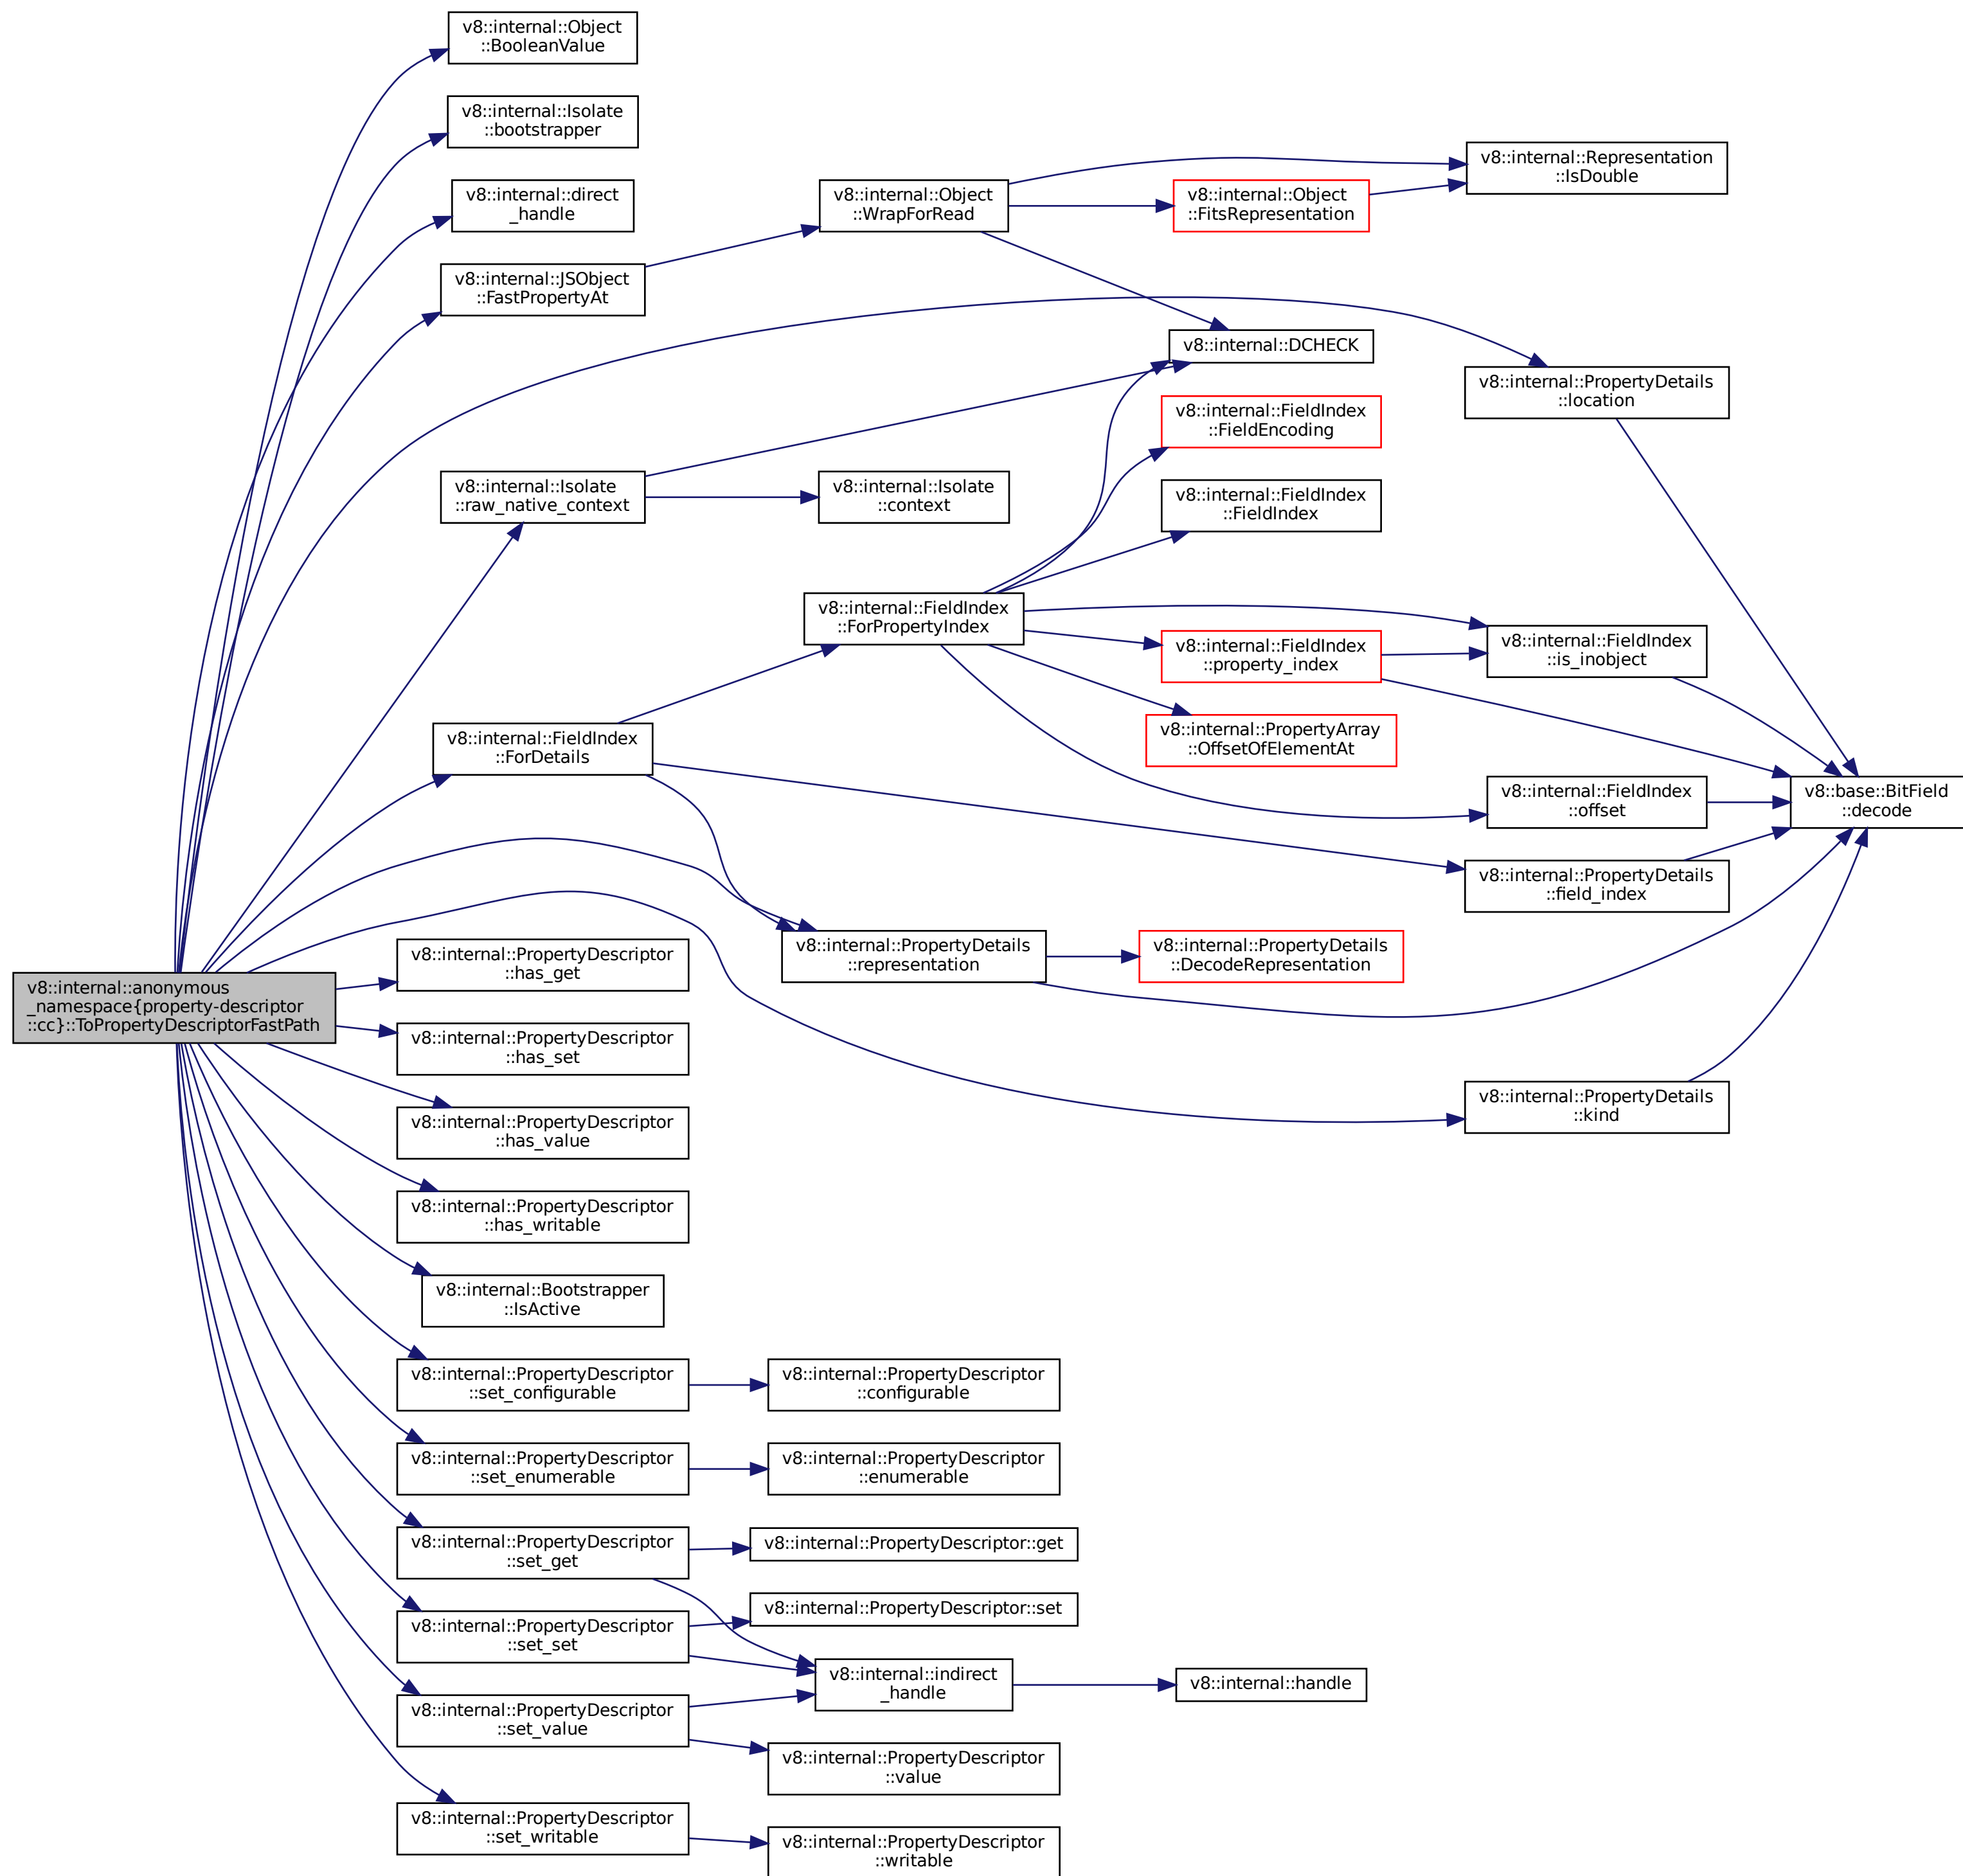 v8::internal::Object
::BooleanValue
v8::internal::Isolate
::bootstrapper
v8::internal::direct
_handle
v8::internal::JSObject
::FastPropertyAt
v8::internal::Object
::WrapForRead
v8::internal::Object
::FitsRepresentation
v8::internal::Representation
::IsDouble
v8::internal::DCHECK
v8::internal::PropertyDetails
::location
v8::internal::FieldIndex
::FieldEncoding
v8::internal::Isolate
::raw_native_context
v8::internal::Isolate
::context
v8::internal::FieldIndex
::FieldIndex
v8::internal::FieldIndex
::ForPropertyIndex
v8::internal::FieldIndex
::property_index
v8::internal::FieldIndex
::is_inobject
v8::internal::FieldIndex
::ForDetails
v8::internal::PropertyArray
::OffsetOfElementAt
v8::internal::FieldIndex
::offset
v8::base::BitField
::decode
v8::internal::PropertyDetails
::field_index
v8::internal::PropertyDetails
::representation
v8::internal::PropertyDetails
::DecodeRepresentation
v8::internal::PropertyDetails
::kind
v8::internal::anonymous
_namespace{property-descriptor
::cc}::ToPropertyDescriptorFastPath
v8::internal::PropertyDescriptor
::has_get
v8::internal::PropertyDescriptor
::has_set
v8::internal::PropertyDescriptor
::has_value
v8::internal::PropertyDescriptor
::has_writable
v8::internal::Bootstrapper
::IsActive
v8::internal::PropertyDescriptor
::set_configurable
v8::internal::PropertyDescriptor
::configurable
v8::internal::PropertyDescriptor
::set_enumerable
v8::internal::PropertyDescriptor
::enumerable
v8::internal::PropertyDescriptor
::set_get
v8::internal::PropertyDescriptor::get
v8::internal::PropertyDescriptor
::set_set
v8::internal::PropertyDescriptor::set
v8::internal::indirect
_handle
v8::internal::handle
v8::internal::PropertyDescriptor
::set_value
v8::internal::PropertyDescriptor
::value
v8::internal::PropertyDescriptor
::set_writable
v8::internal::PropertyDescriptor
::writable